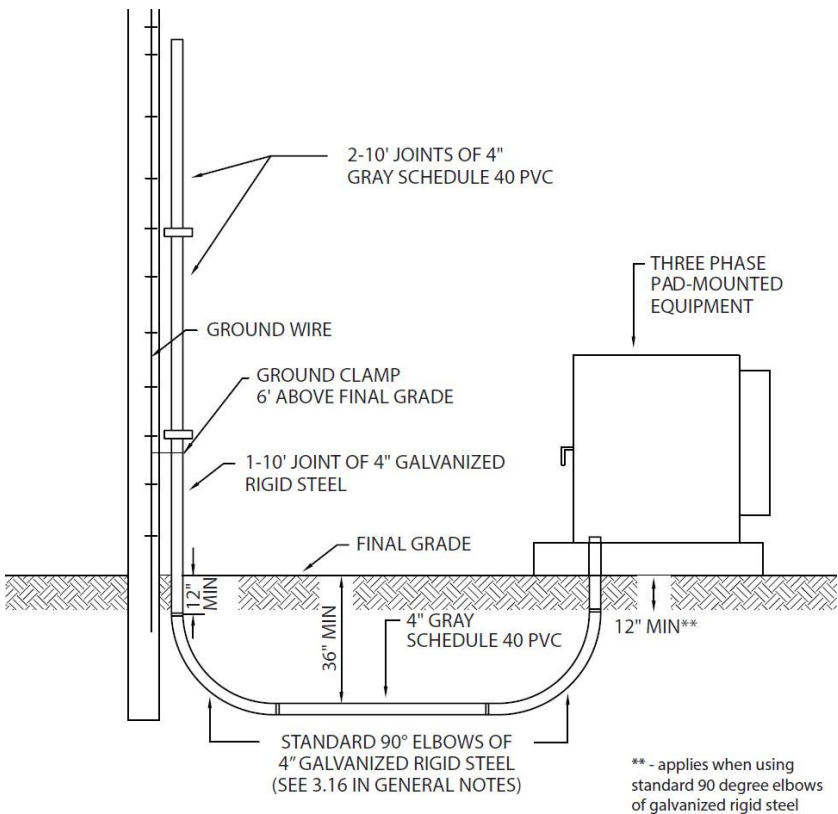 2-10' JOINTS OF 4"
GRAY SCHEDULE 40 PVC
THREE PHASE
PAD-MOUNTED
EQUIPMENT
GROUND WIRE
GROUND CLAMP
6' ABOVE FINAL GRADE
1-10' JOINT OF 4" GALVANIZED
RIGID STEEL
FINAL GRADE
12"
MIN
36" MIN
4" GRAY
SCHEDULE 40 PVC
12" MIN**
STANDARD 90° ELBOWS OF
4” GALVANIZED RIGID STEEL
(SEE 3.16 IN GENERAL NOTES)
** - applies when using
standard 90 degree elbows
of galvanized rigid steel